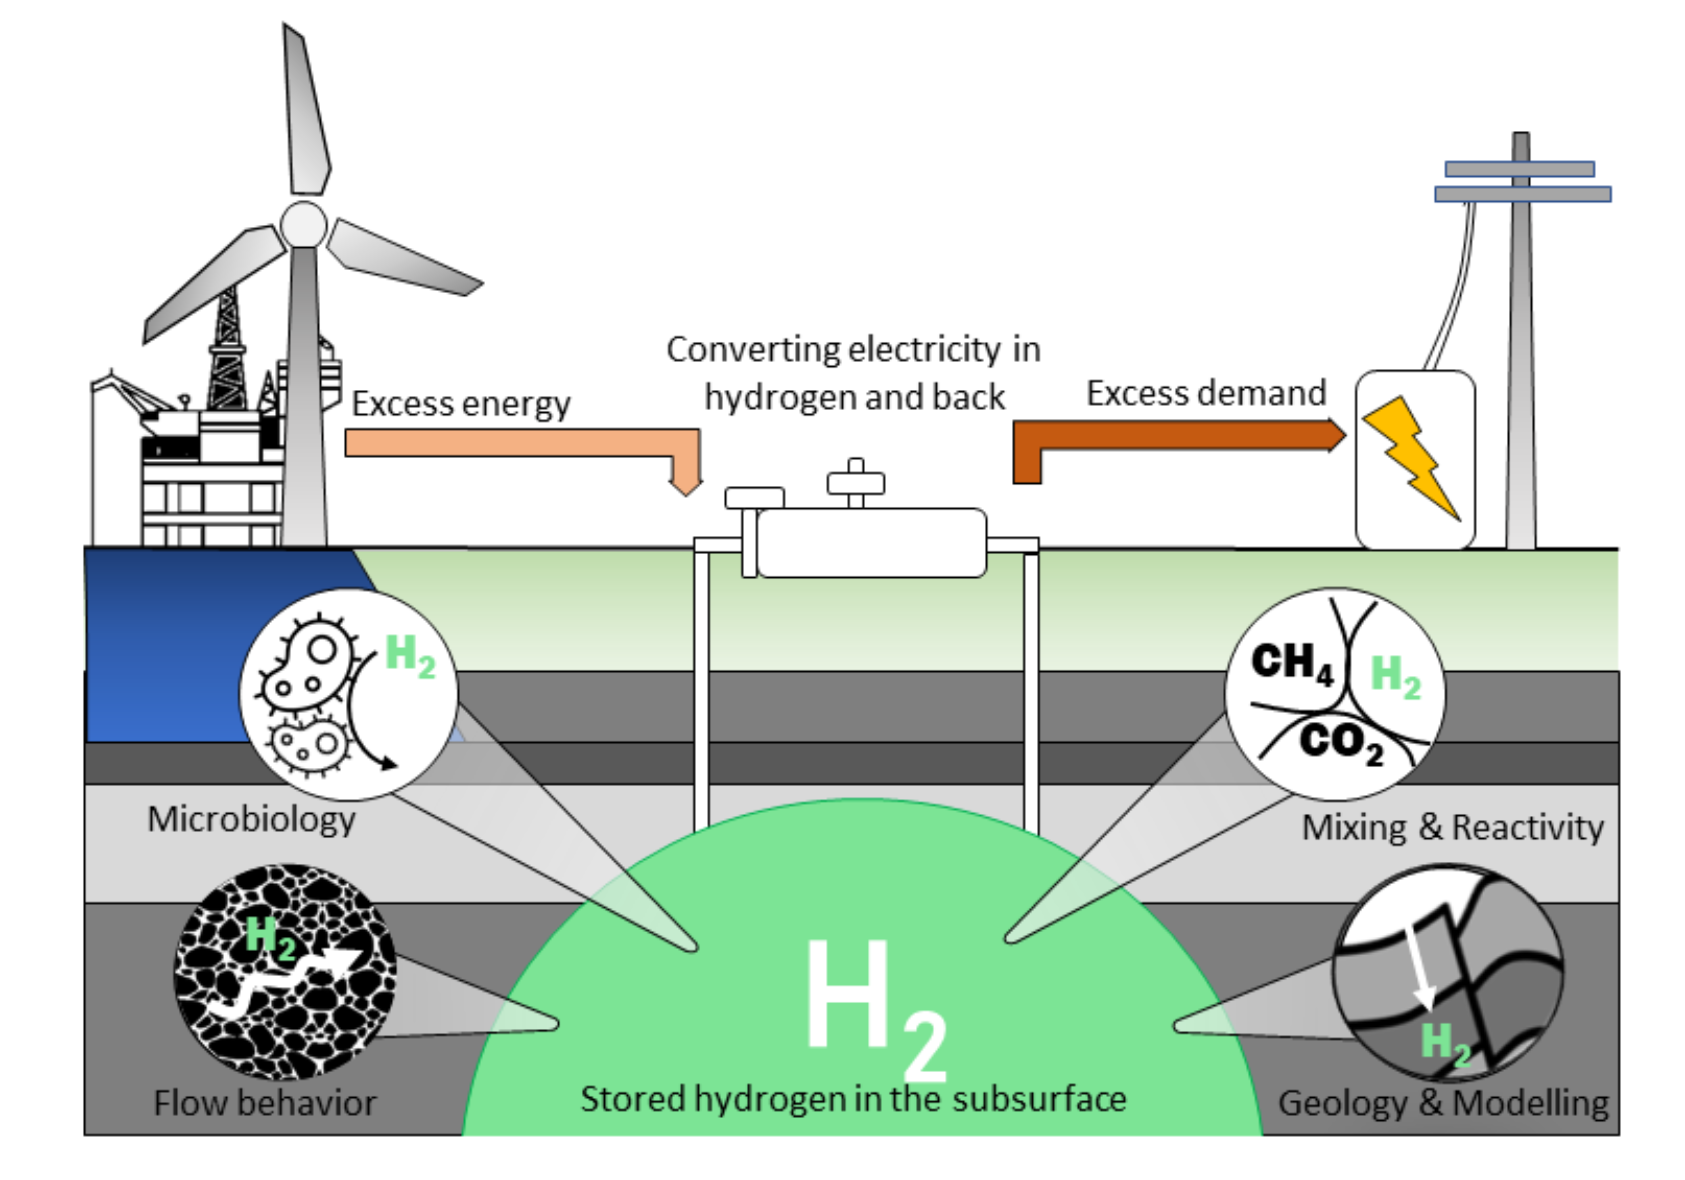 Converting electricity in
hydrogen and back
Excess energy
Excess demand
H2
CH4
H2
CO2
Microbiology
Mixing & Reactivity
H2
H2
H2
Stored hydrogen in the subsurface
Flow behavior
Geology & Modelling